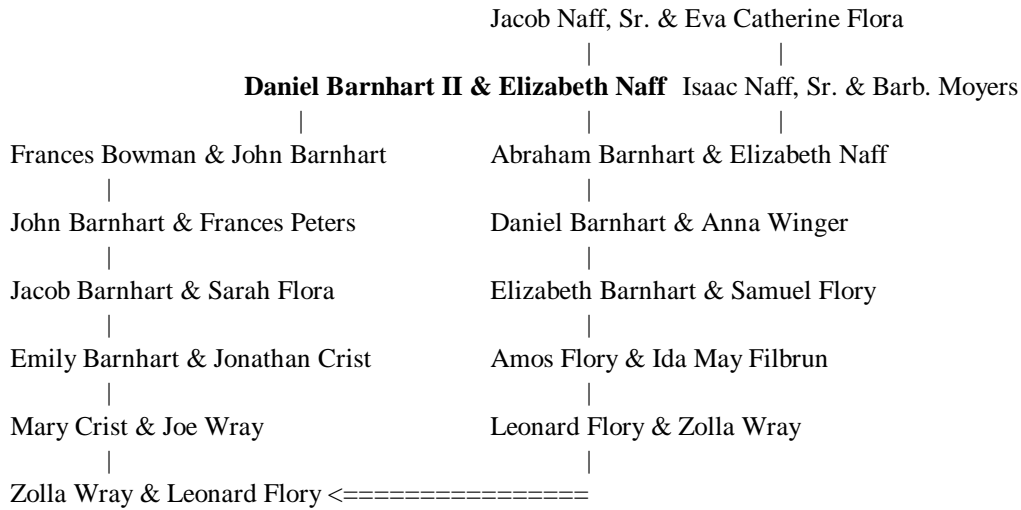 Jacob Naff, Sr. & Eva Catherine Flora
Daniel Barnhart II & Elizabeth Naff Isaac Naff, Sr. & Barb. Moyers
Frances Bowman & John Barnhart Abraham Barnhart & Elizabeth Naff
John Barnhart & Frances Peters Daniel Barnhart & Anna Winger
Jacob Barnhart & Sarah Flora Elizabeth Barnhart & Samuel Flory
Emily Barnhart & Jonathan Crist Amos Flory & Ida May Filbrun
Mary Crist & Joe Wray Leonard Flory & Zolla Wray
Zolla Wray & Leonard Flory <================